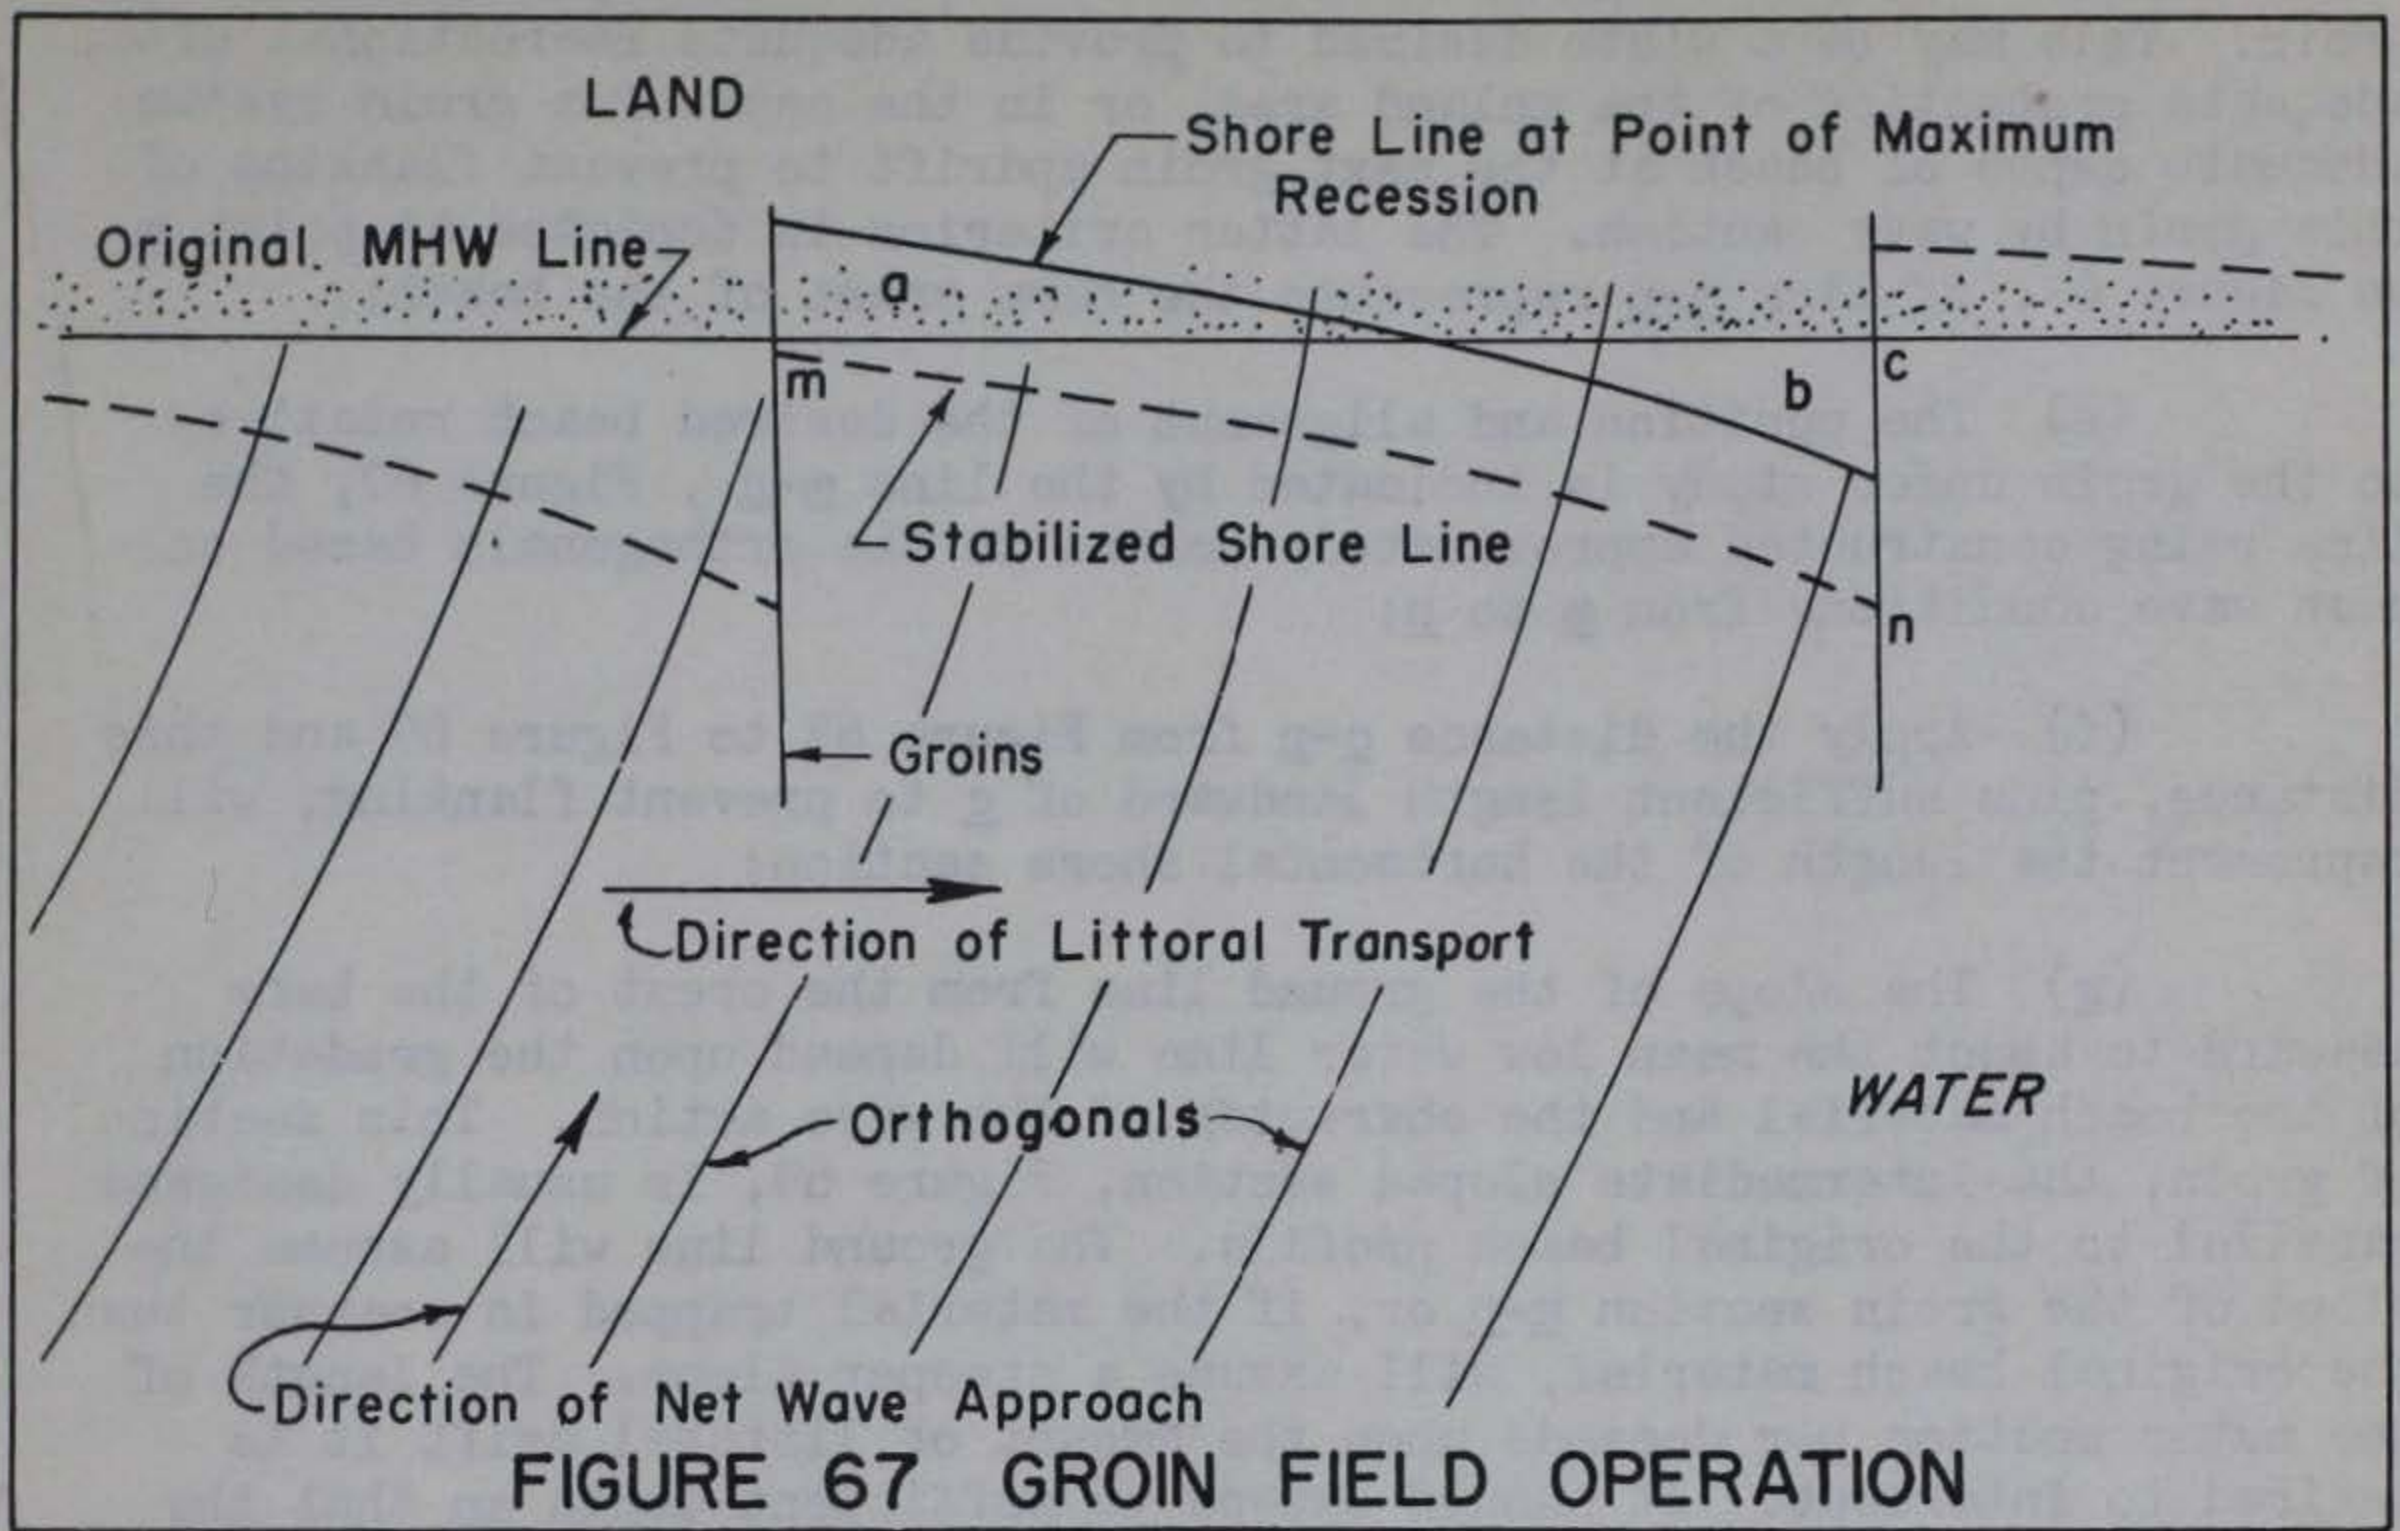 LAND
Shore Line at Point of Maximum
Recession
Original. MHW Line
a
m
b
c
Stabilized Shore Line
n
Groins
Direction of Littoral Transport
WATER
Orthogonals
Direction of Net Wave Approach
FIGURE 67 GROIN FIELD OPERATION